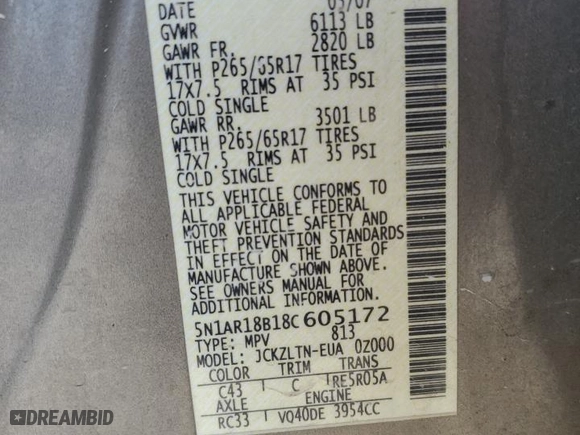 DATE 05/07
GVWR 6113 LB
GAWR FR. 2820 LB
WITH P265/65R17 TIRES
17X7.5 RIMS AT 35 PSI
COLD SINGLE
GAWR RR. 3501 LB
WITH P265/65R17 TIRES
17X7.5 RIMS AT 35 PSI
COLD SINGLE
THIS VEHICLE CONFORMS TO
ALL APPLICABLE FEDERAL
MOTOR VEHICLE SAFETY AND
THEFT PREVENTION STANDARDS
IN EFFECT ON THE DATE OF
MANUFACTURE SHOWN ABOVE.
SEE OWNERS MANUAL FOR
ADDITIONAL INFORMATION
5N1AR18B18C605172
TYPE: MPV 813
MODEL: JCKZLTN-EUA 0Z000
COLOR TRIM TRANS
C43 C RE5R05A
AXLE ENGINE
RC33 VQ40DE 3954CC
DREAMBID